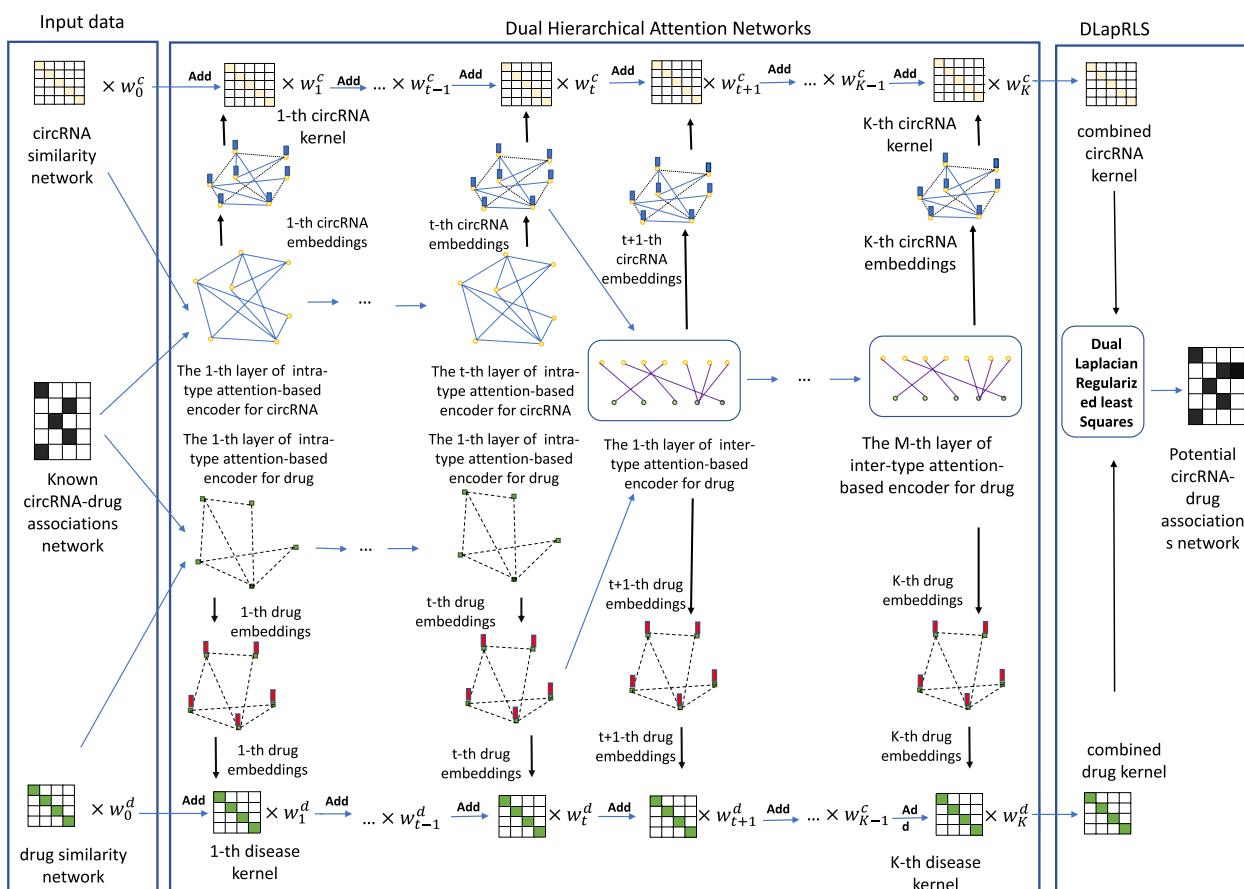 Input data
Dual Hierarchical Attention Networks
DLapRLS
× w_0^c
Add
× w_1^c
Add
... × w_{t-1}^c
Add
× w_t^c
Add
× w_{t+1}^c
Add
... × w_{K-1}^c
Add
× w_K^c
circRNA
similarity
network
1-th circRNA
kernel
K-th circRNA
kernel
combined
circRNA
kernel
1-th circRNA
embeddings
t-th circRNA
embeddings
t+1-th
circRNA
embeddings
K-th circRNA
embeddings
...
The 1-th layer of intra-
type attention-based
encoder for circRNA
The t-th layer of intra-
type attention-based
encoder for circRNA
...
Dual
Laplacian
Regulariz
ed least
Squares
Known
circRNA-drug
associations
network
The 1-th layer of intra-
type attention-based
encoder for drug
The 1-th layer of intra-
type attention-based
encoder for drug
The 1-th layer of inter-
type attention-based
encoder for drug
The M-th layer of
inter-type attention-
based encoder for drug
Potential
circRNA-
drug
association
s network
...
1-th drug
embeddings
t-th drug
embeddings
t+1-th drug
embeddings
K-th drug
embeddings
1-th drug
embeddings
t-th drug
embeddings
t+1-th drug
embeddings
K-th drug
embeddings
combined
drug kernel
× w_0^d
Add
× w_1^d
Add
... × w_{t-1}^d
Add
× w_t^d
Add
× w_{t+1}^d
Add
... × w_{K-1}^c
Ad
d
× w_K^d
drug similarity
network
1-th disease
kernel
K-th disease
kernel